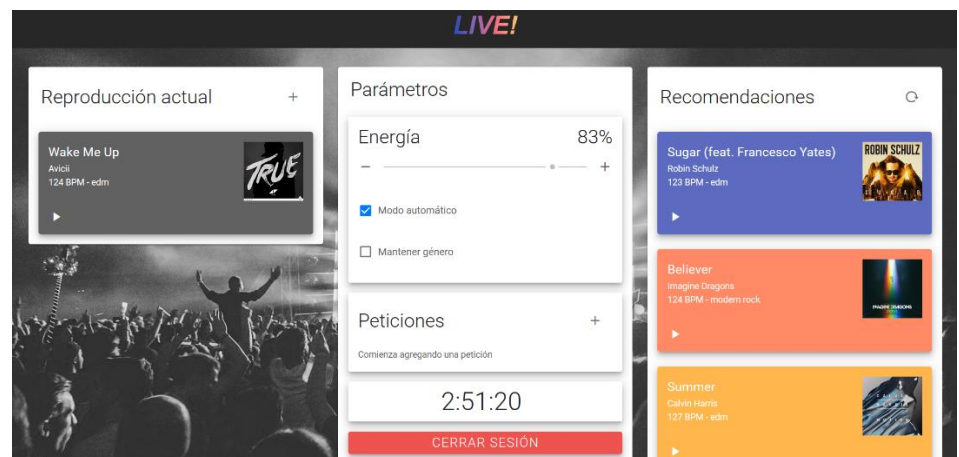 LIVE!
Reproducción actual +
Wake Me Up
Avicii
124 BPM - edm
TRUE
Parámetros
Energía 83%
− +
Modo automático
Mantener género
Peticiones +
Comienza agregando una petición
2:51:20
CERRAR SESIÓN
Recomendaciones
Sugar (feat. Francesco Yates)
Robin Schulz
123 BPM - edm
ROBIN SCHULZ
Believer
Imagine Dragons
124 BPM - modern rock
IMAGINE DRAGONS
Summer
Calvin Harris
127 BPM - edm